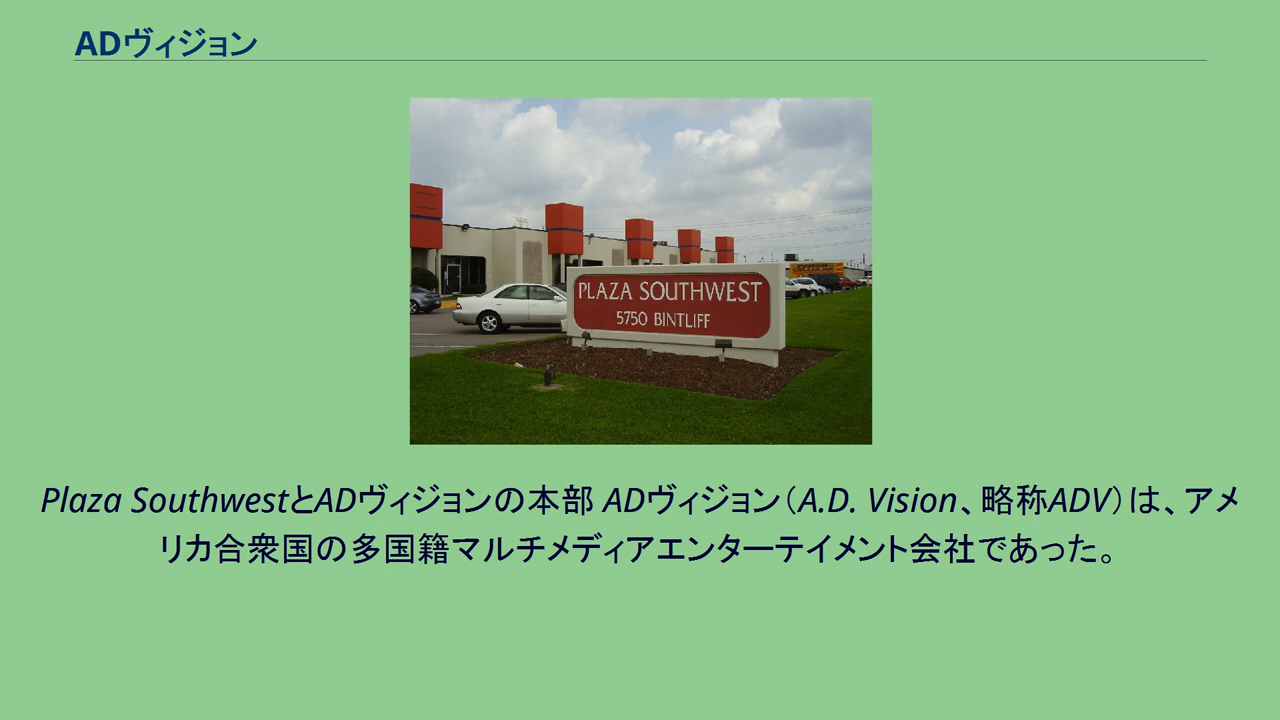 ADヴィジョン
PLAZA SOUTHWEST
5750 BINTLIFF
Plaza SouthwestとADヴィジョンの本部 ADヴィジョン（A.D. Vision、略称ADV）は、アメ
リカ合衆国の多国籍マルチメディアエンターテイメント会社であった。